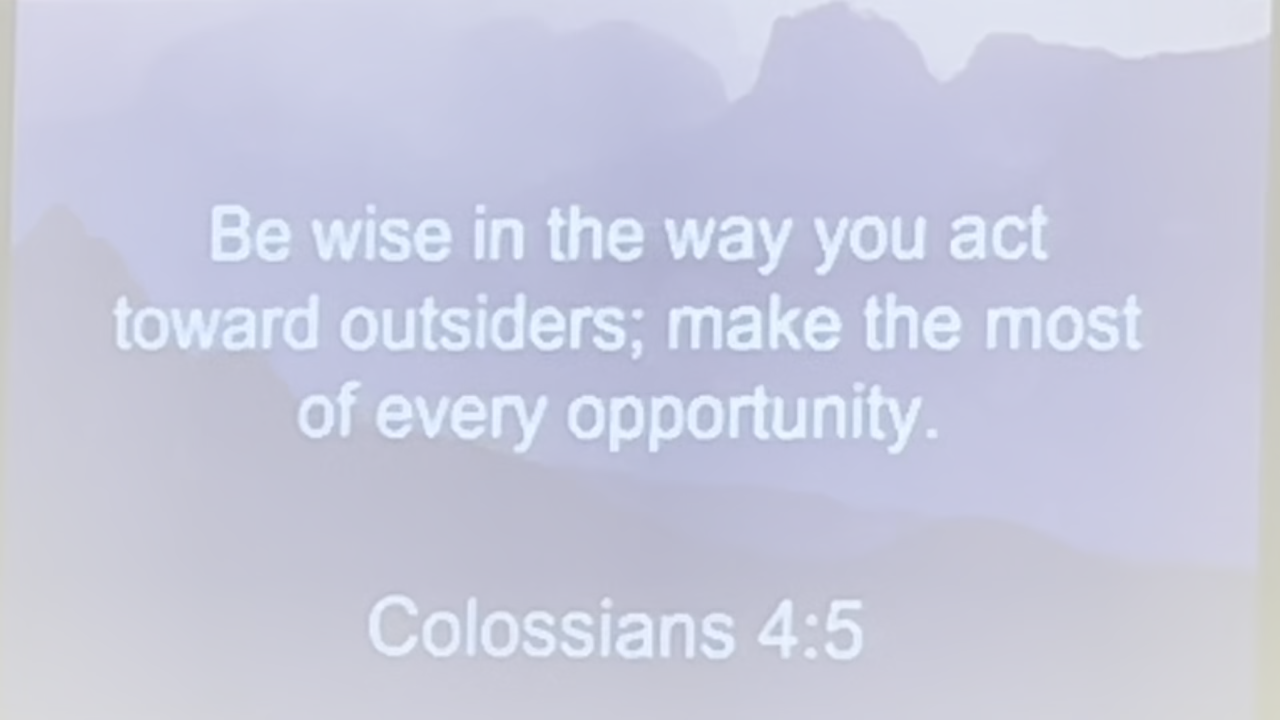 Be wise in the way you act
toward outsiders; make the most
of every opportunity.
Colossians 4:5